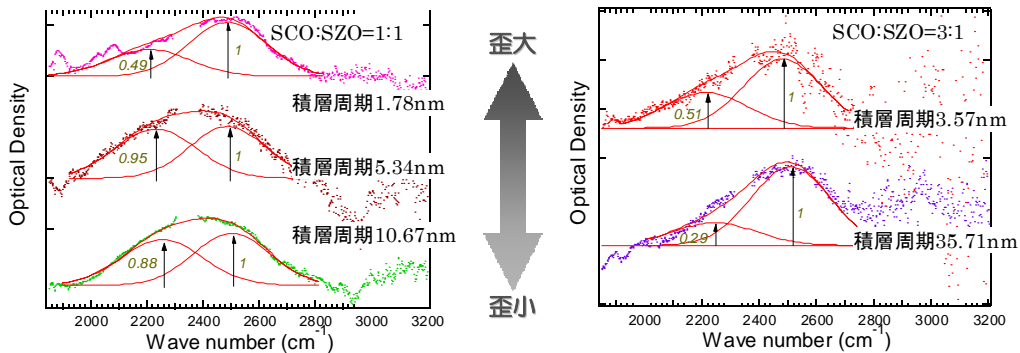 SCO:SZO=1:1
0.49
1
積層周期1.78nm
0.95
1
積層周期5.34nm
0.88
1
積層周期10.67nm
Optical Density
2000 2200 2400 2600 2800 3000 3200
Wave number (cm-1)
歪大
歪小
SCO:SZO=3:1
0.51
1
積層周期3.57nm
0.29
1
積層周期35.71nm
Optical Density
2000 2200 2400 2600 2800 3000 3200
Wave number (cm-1)